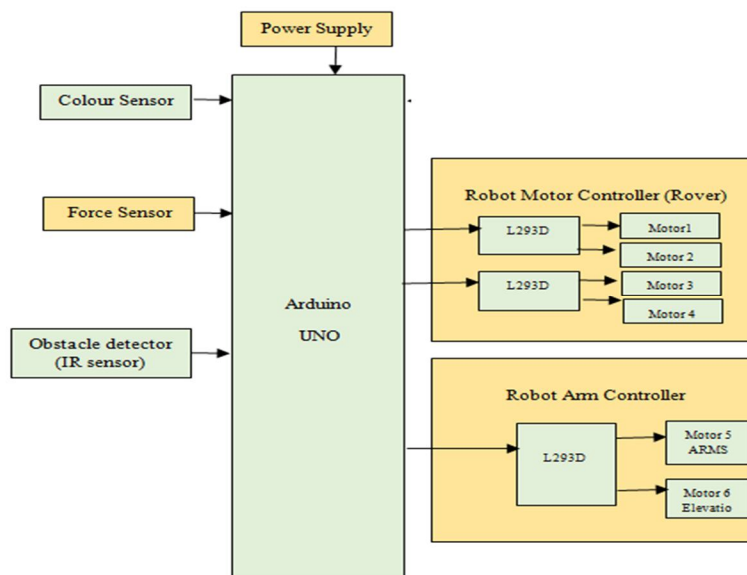 Power Supply
Colour Sensor
Force Sensor
Obstacle detector
(IR sensor)
Arduino
UNO
Robot Motor Controller (Rover)
L293D
Motor1
Motor 2
L293D
Motor 3
Motor 4
Robot Arm Controller
L293D
Motor 5
ARMS
Motor 6
Elevatio